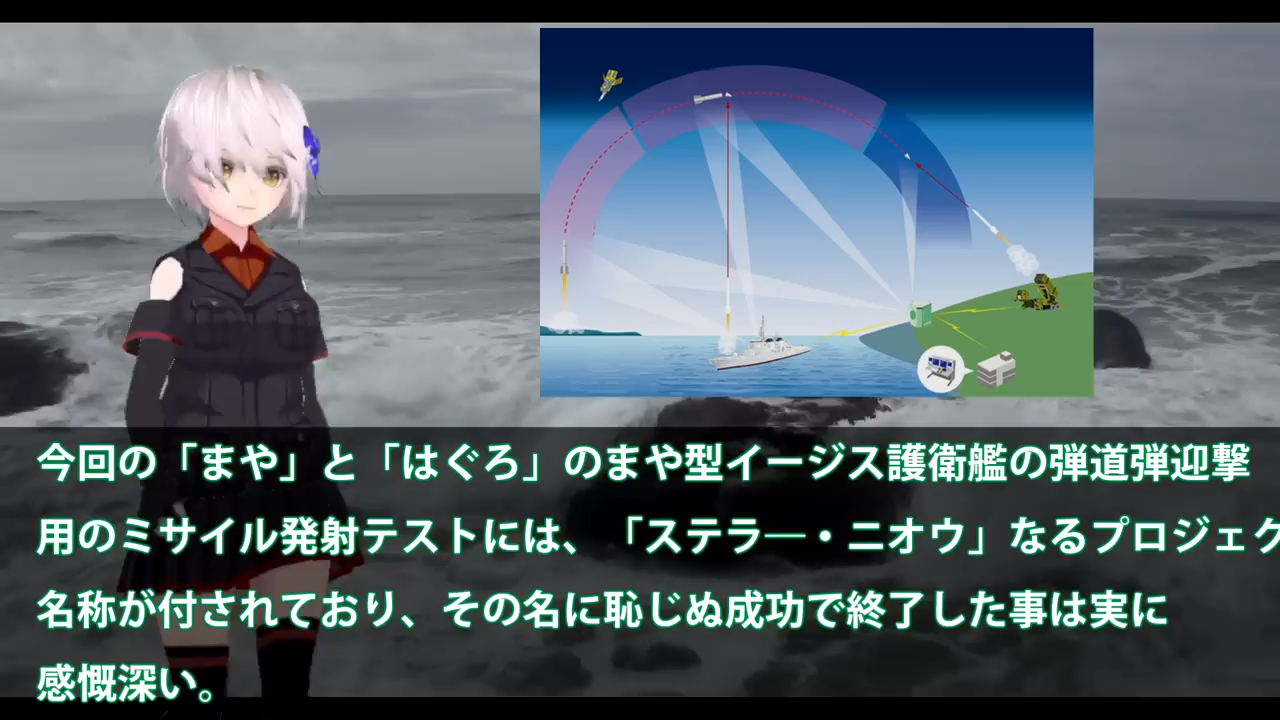 今回の「まや」と「はぐろ」のまや型イージス護衛艦の弾道弾迎撃
用のミサイル発射テストには、「ステラ―・ニオウ」なるプロジェク
名称が付されており、その名に恥じぬ成功で終了した事は実に
感慨深い。